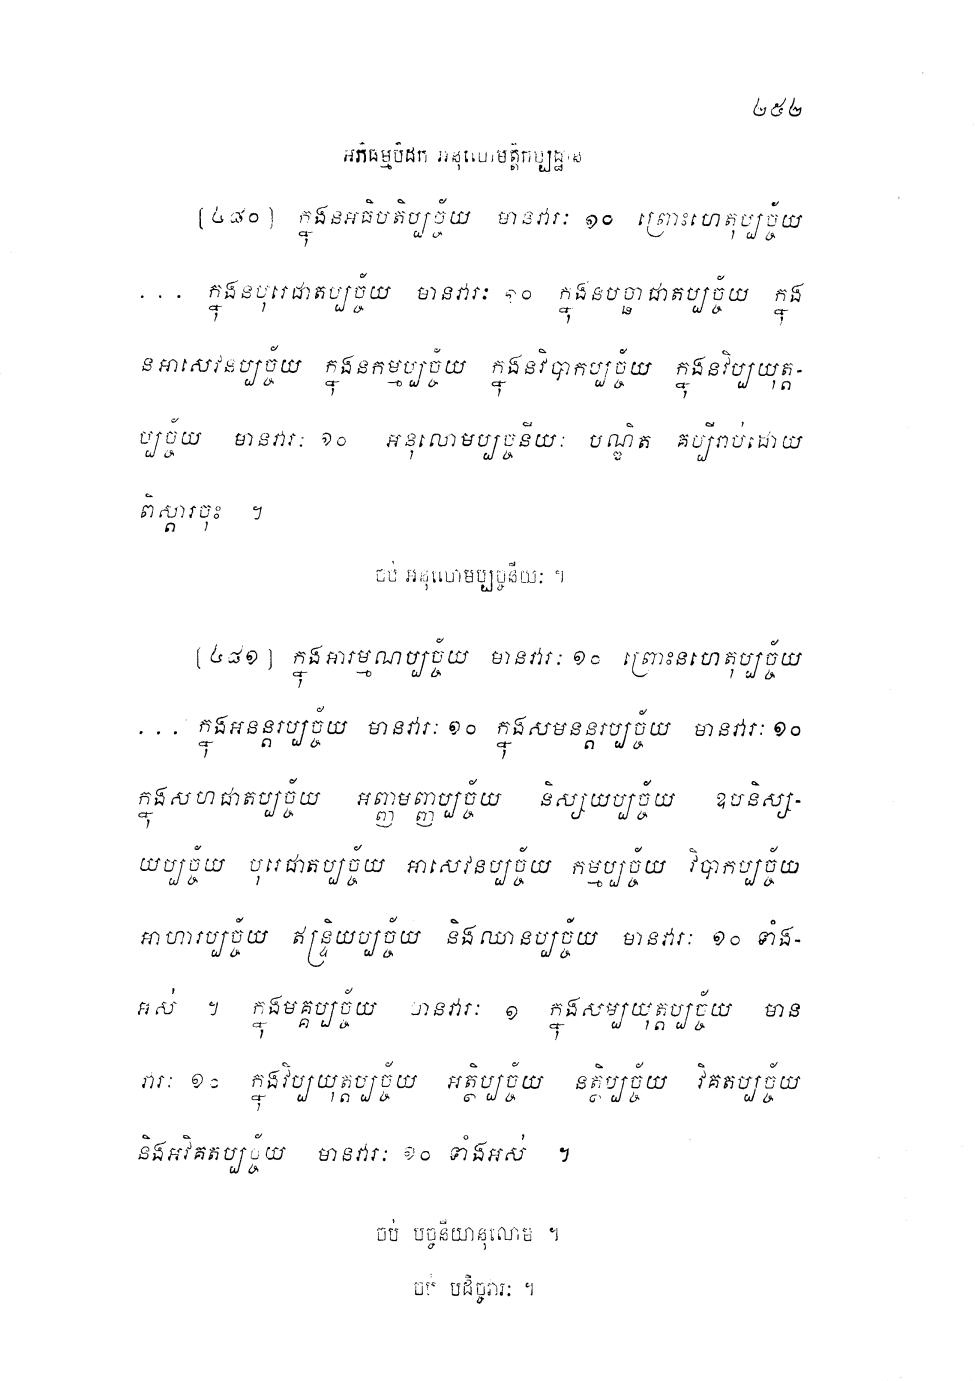 ២៥២
អភិធម្មបិដក អនុលោមត្តិកប្បដ្ឋាន
[៤៨០] ក្នុងនអធិបតិប្បច្ច័យ មានវារៈ ១០ ព្រោះហេតុប្បច្ច័យ
... ក្នុងនបុរេជាតប្បច្ច័យ មានវារៈ ១០ ក្នុងនបច្ឆាជាតប្បច្ច័យ ក្នុង
នអាសេវនប្បច្ច័យ ក្នុងនកម្មប្បច្ច័យ ក្នុងនវិបាកប្បច្ច័យ ក្នុងនវិប្បយុត្ត-
ប្បច្ច័យ មានវារៈ ១០ អនុលោមប្បច្ចនីយៈ បណ្ឌិត គប្បីរាប់ដោយ
ពិស្តារចុះ ។
ចប់ អនុលោមប្បច្ចនីយៈ ។
[៤៨១] ក្នុងអារម្មណប្បច្ច័យ មានវារៈ ១០ ព្រោះនហេតុប្បច្ច័យ
... ក្នុងអនន្តរប្បច្ច័យ មានវារៈ ១០ ក្នុងសមនន្តរប្បច្ច័យ មានវារៈ ១០
ក្នុងសហជាតប្បច្ច័យ អញ្ញាមញ្ញប្បច្ច័យ និស្សយប្បច្ច័យ ឧបនិស្ស-
យប្បច្ច័យ បុរេជាតប្បច្ច័យ អាសេវនប្បច្ច័យ កម្មប្បច្ច័យ វិបាកប្បច្ច័យ
អាហារប្បច្ច័យ ឥន្ទ្រិយប្បច្ច័យ និងឈានប្បច្ច័យ មានវារៈ ១០ ទាំង-
អស់ ។ ក្នុងមគ្គប្បច្ច័យ មានវារៈ ១ ក្នុងសម្បយុត្តប្បច្ច័យ មាន
វារៈ ១០ ក្នុងវិប្បយុត្តប្បច្ច័យ អត្ថិប្បច្ច័យ នត្ថិប្បច្ច័យ វិគតប្បច្ច័យ
និងអវិគតប្បច្ច័យ មានវារៈ ១០ ទាំងអស់ ។
ចប់ បច្ចនីយានុលោម ។
ចប់ បដិច្ចវារៈ ។